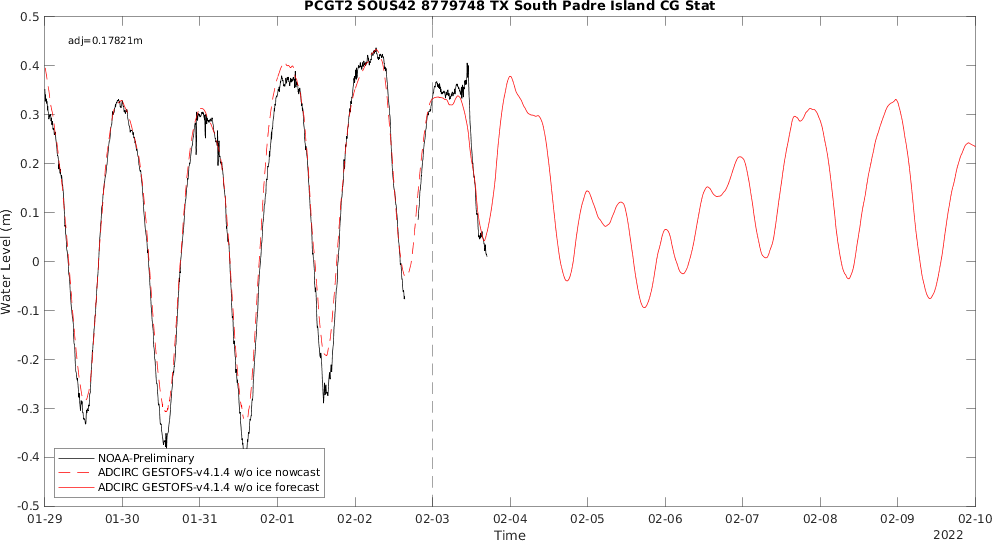 PCGT2 SOUS42 8779748 TX South Padre Island CG Stat
adj=0.17821m
0.5
0.4
0.3
0.2
0.1
0
-0.1
-0.2
-0.3
-0.4
-0.5
Water Level (m)
NOAA-Preliminary
ADCIRC GESTOFS-v4.1.4 w/o ice nowcast
ADCIRC GESTOFS-v4.1.4 w/o ice forecast
01-29 01-30 01-31 02-01 02-02 02-03 02-04 02-05 02-06 02-07 02-08 02-09 02-10
Time
2022